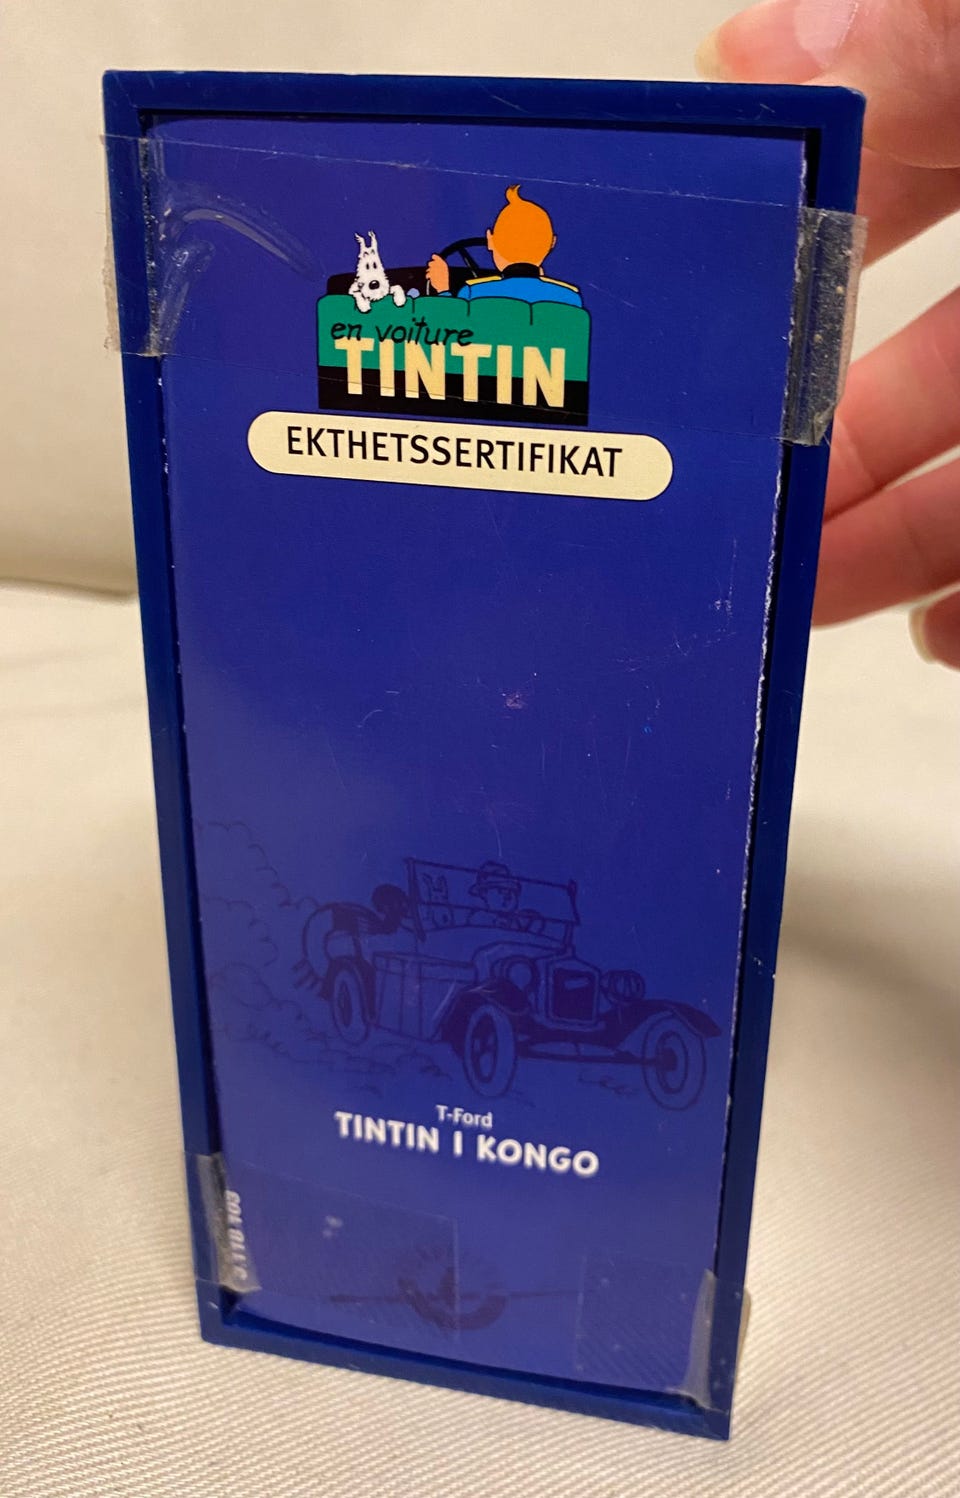 en voiture
TINTIN
EKTHETSSERTIFIKAT
T-Ford
TINTIN I KONGO